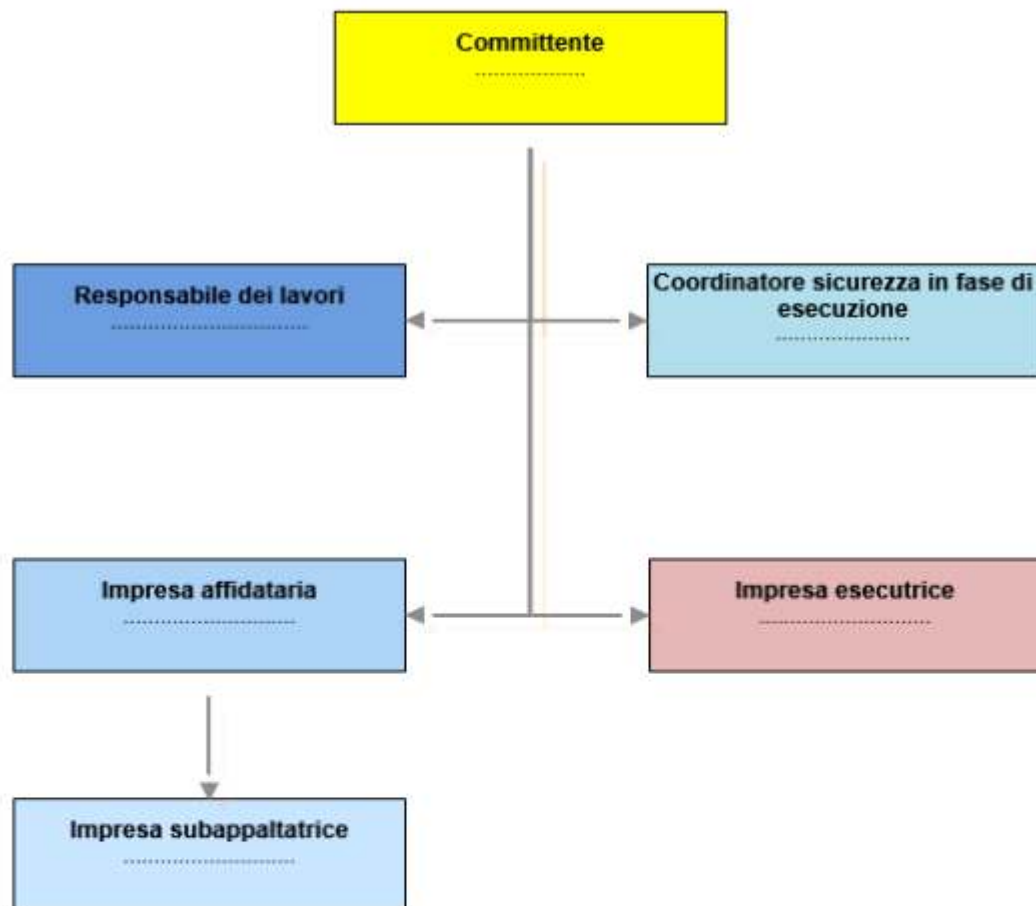 Committente
..................
Responsabile dei lavori
................................
Coordinatore sicurezza in fase di
esecuzione
......................
Impresa affidataria
............................
Impresa esecutrice
............................
Impresa subappaltatrice
............................